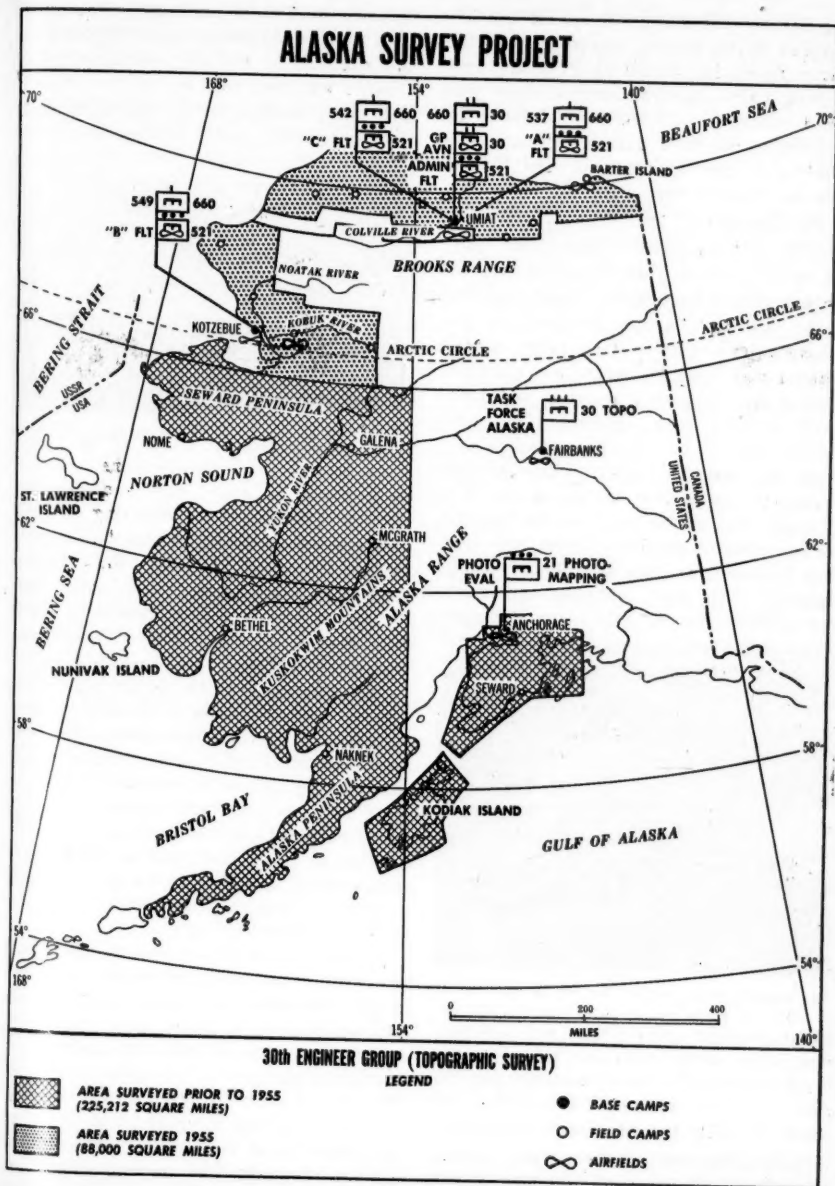 ALASKA SURVEY PROJECT
168°
154°
140°
70°
70°
542 660
"C" FLT 521
660 30
GP AVN 30
ADMIN FLT 521
537 660
"A" FLT 521
BEAUFORT SEA
BARTER ISLAND
549 660
"B" FLT 521
UMIAT
COLVILLE RIVER
BROOKS RANGE
NOATAK RIVER
66°
66°
KOTZEBUE
KOBUK RIVER
ARCTIC CIRCLE
ARCTIC CIRCLE
BERING STRAIT
USSR
USA
SEWARD PENINSULA
TASK FORCE ALASKA
30 TOPO
NOME
GALENA
FAIRBANKS
CANADA
UNITED STATES
NORTON SOUND
ST. LAWRENCE ISLAND
YUKON RIVER
62°
62°
MCGRATH
PHOTO EVAL
21 PHOTO-MAPPING
BERING SEA
ALASKA RANGE
KUSKOKWIM MOUNTAINS
BETHEL
ANCHORAGE
NUNIVAK ISLAND
SEWARD
58°
58°
NAKNEK
BRISTOL BAY
ALASKA PENINSULA
KODIAK ISLAND
GULF OF ALASKA
54°
54°
168°
154°
140°
0 200 400
MILES
30th ENGINEER GROUP (TOPOGRAPHIC SURVEY)
LEGEND
AREA SURVEYED PRIOR TO 1955
(225,212 SQUARE MILES)
AREA SURVEYED 1955
(88,000 SQUARE MILES)
BASE CAMPS
FIELD CAMPS
AIRFIELDS